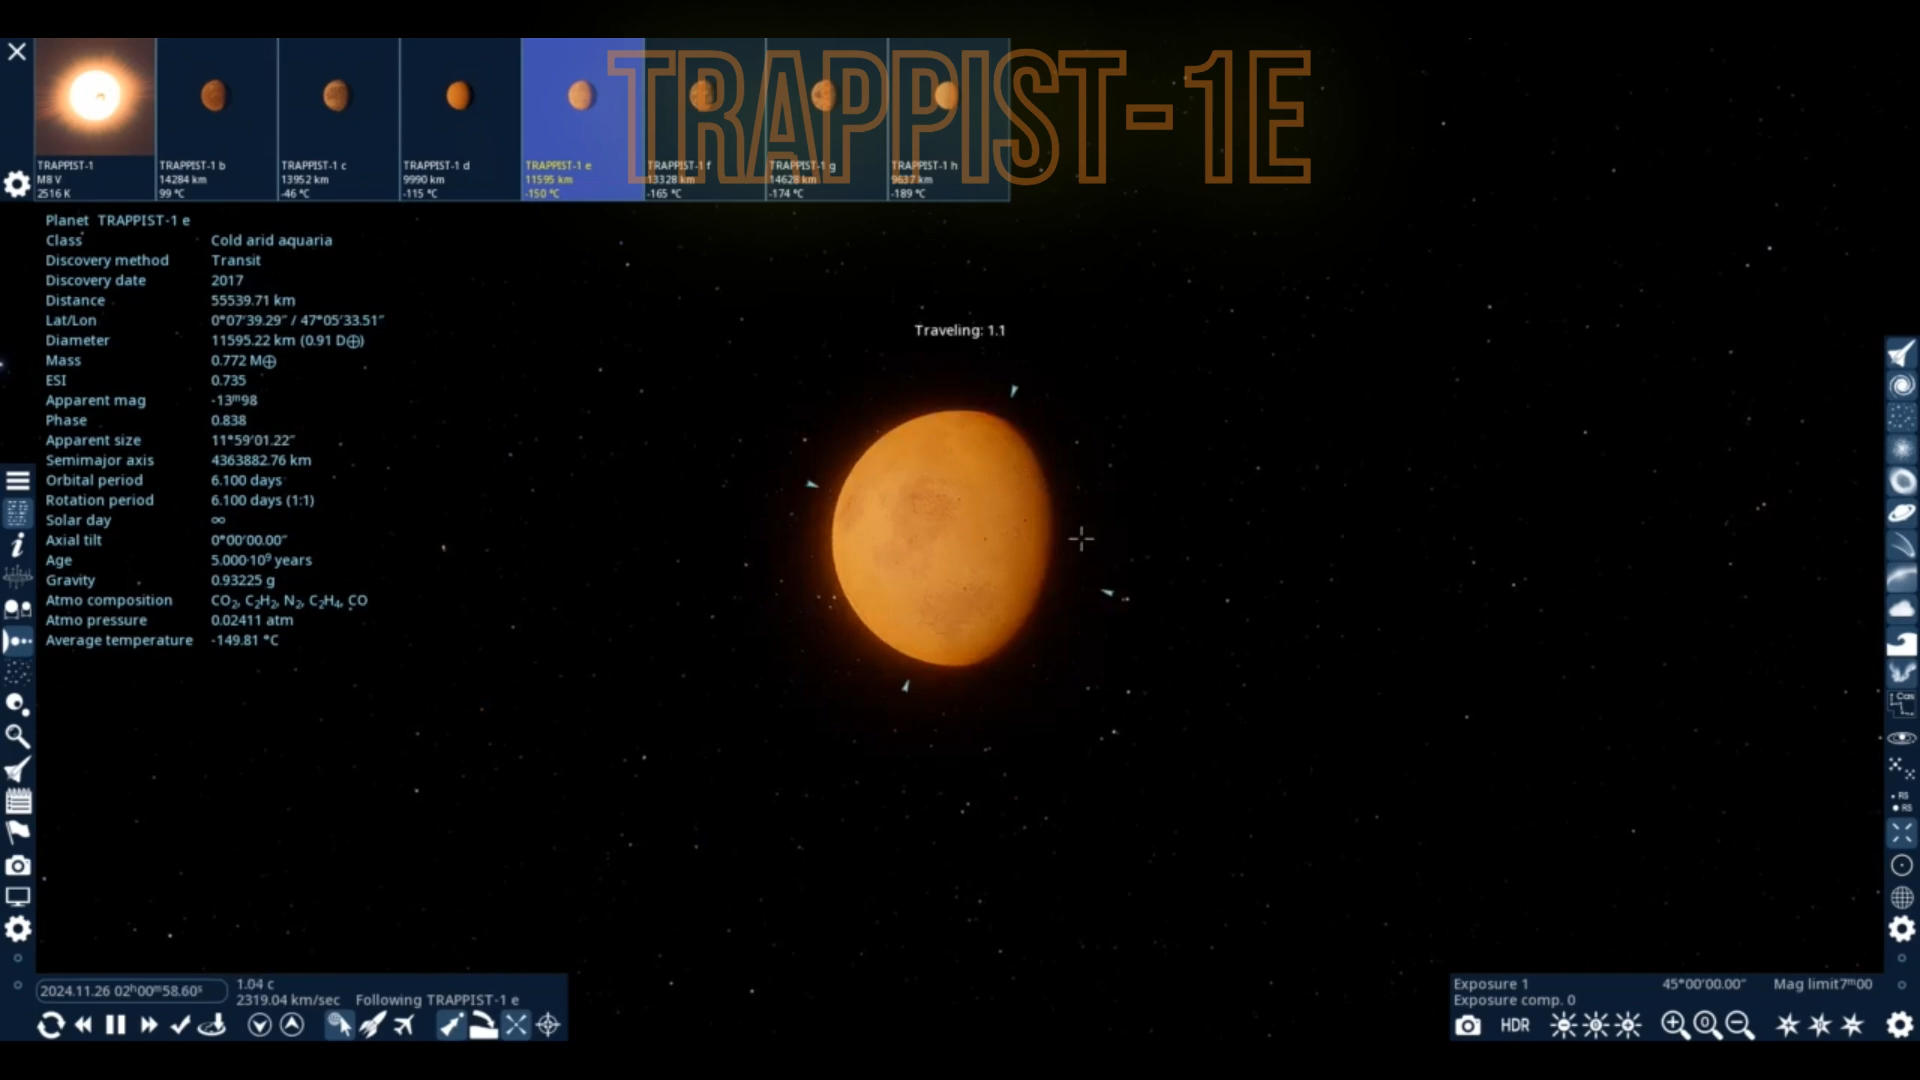 TRAPPIST-1E
TRAPPIST-1
M8 V
2516 K
TRAPPIST-1 b
14284 km
99 °C
TRAPPIST-1 c
13952 km
-46 °C
TRAPPIST-1 d
9990 km
-115 °C
TRAPPIST-1 e
11595 km
-150 °C
TRAPPIST-1 f
13328 km
-165 °C
TRAPPIST-1 g
14628 km
-174 °C
TRAPPIST-1 h
9637 km
-189 °C
Planet TRAPPIST-1 e
Class Cold arid aquaria
Discovery method Transit
Discovery date 2017
Distance 55539.71 km
Lat/Lon 0°07′39.29″ / 47°05′33.51″
Diameter 11595.22 km (0.91 D⊕)
Mass 0.772 M⊕
ESI 0.735
Apparent mag -13ᵐ98
Phase 0.838
Apparent size 11°59′01.22″
Semimajor axis 4363882.76 km
Orbital period 6.100 days
Rotation period 6.100 days (1:1)
Solar day ∞
Axial tilt 0°00′00.00″
Age 5.000·10⁹ years
Gravity 0.93225 g
Atmo composition CO₂, C₂H₂, N₂, C₂H₄, CO
Atmo pressure 0.02411 atm
Average temperature -149.81 °C
Traveling: 1.1
Cas
RS
RS
2024.11.26 02ʰ00ᵐ58.60ˢ
1.04 c
2319.04 km/sec Following TRAPPIST-1 e
Exposure 1 45°00′00.00″ Mag limit7ᵐ00
Exposure comp. 0
HDR